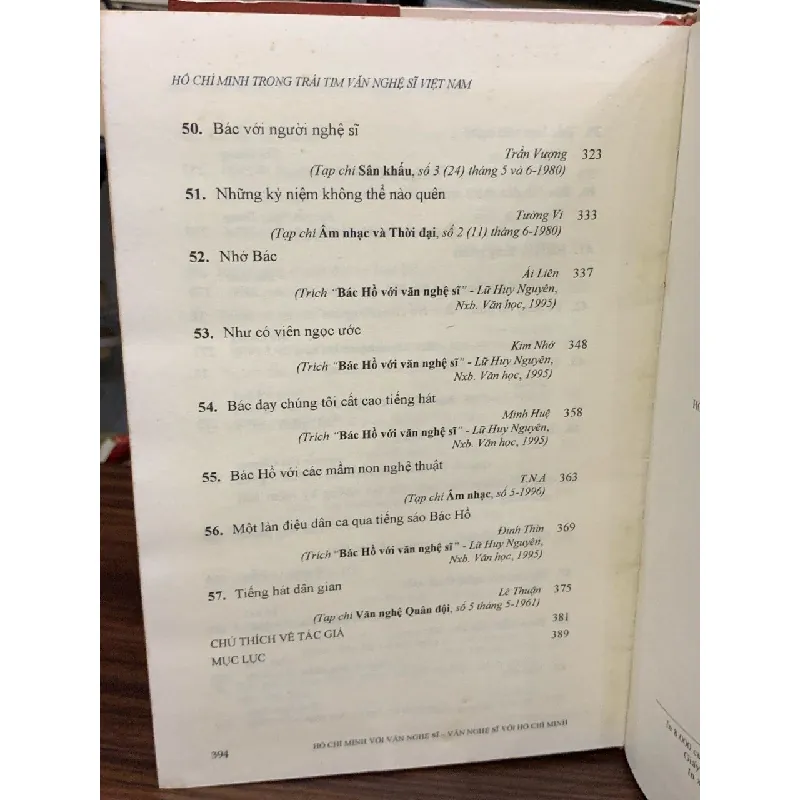 HỒ CHÍ MINH TRONG TRÁI TIM VĂN NGHỆ SĨ VIỆT NAM
50. Bác với người nghệ sĩ
Trần Vượng 323
(Tạp chí Sân khấu, số 3 (24) tháng 5 và 6-1980)
51. Những kỷ niệm không thể nào quên
Tường Vi 333
(Tạp chí Âm nhạc và Thời đại, số 2 (11) tháng 6-1980)
52. Nhớ Bác
Ái Liên 337
(Trích "Bác Hồ với văn nghệ sĩ" - Lữ Huy Nguyên,
Nxb. Văn học, 1995)
53. Như có viên ngọc ước
Kim Nhớ 348
(Trích "Bác Hồ với văn nghệ sĩ" - Lữ Huy Nguyên,
Nxb. Văn học, 1995)
54. Bác dạy chúng tôi cất cao tiếng hát
Minh Huệ 358
(Trích "Bác Hồ với văn nghệ sĩ" - Lữ Huy Nguyên,
Nxb. Văn học, 1995)
55. Bác Hồ với các mầm non nghệ thuật
T.N.A 363
(Tạp chí Âm nhạc, số 5-1996)
56. Một làn điệu dân ca qua tiếng sáo Bác Hồ
Đinh Thìn 369
(Trích "Bác Hồ với văn nghệ sĩ" - Lữ Huy Nguyên,
Nxb. Văn học, 1995)
57. Tiếng hát dân gian
Lê Thuận 375
(Tạp chí Văn nghệ Quân đội, số 5 tháng 5-1961)
CHÚ THÍCH VỀ TÁC GIẢ 381
MỤC LỤC 389
394 HỒ CHÍ MINH VỚI VĂN NGHỆ SĨ – VĂN NGHỆ SĨ VỚI HỒ CHÍ MINH
In 8.000
Giấy
In